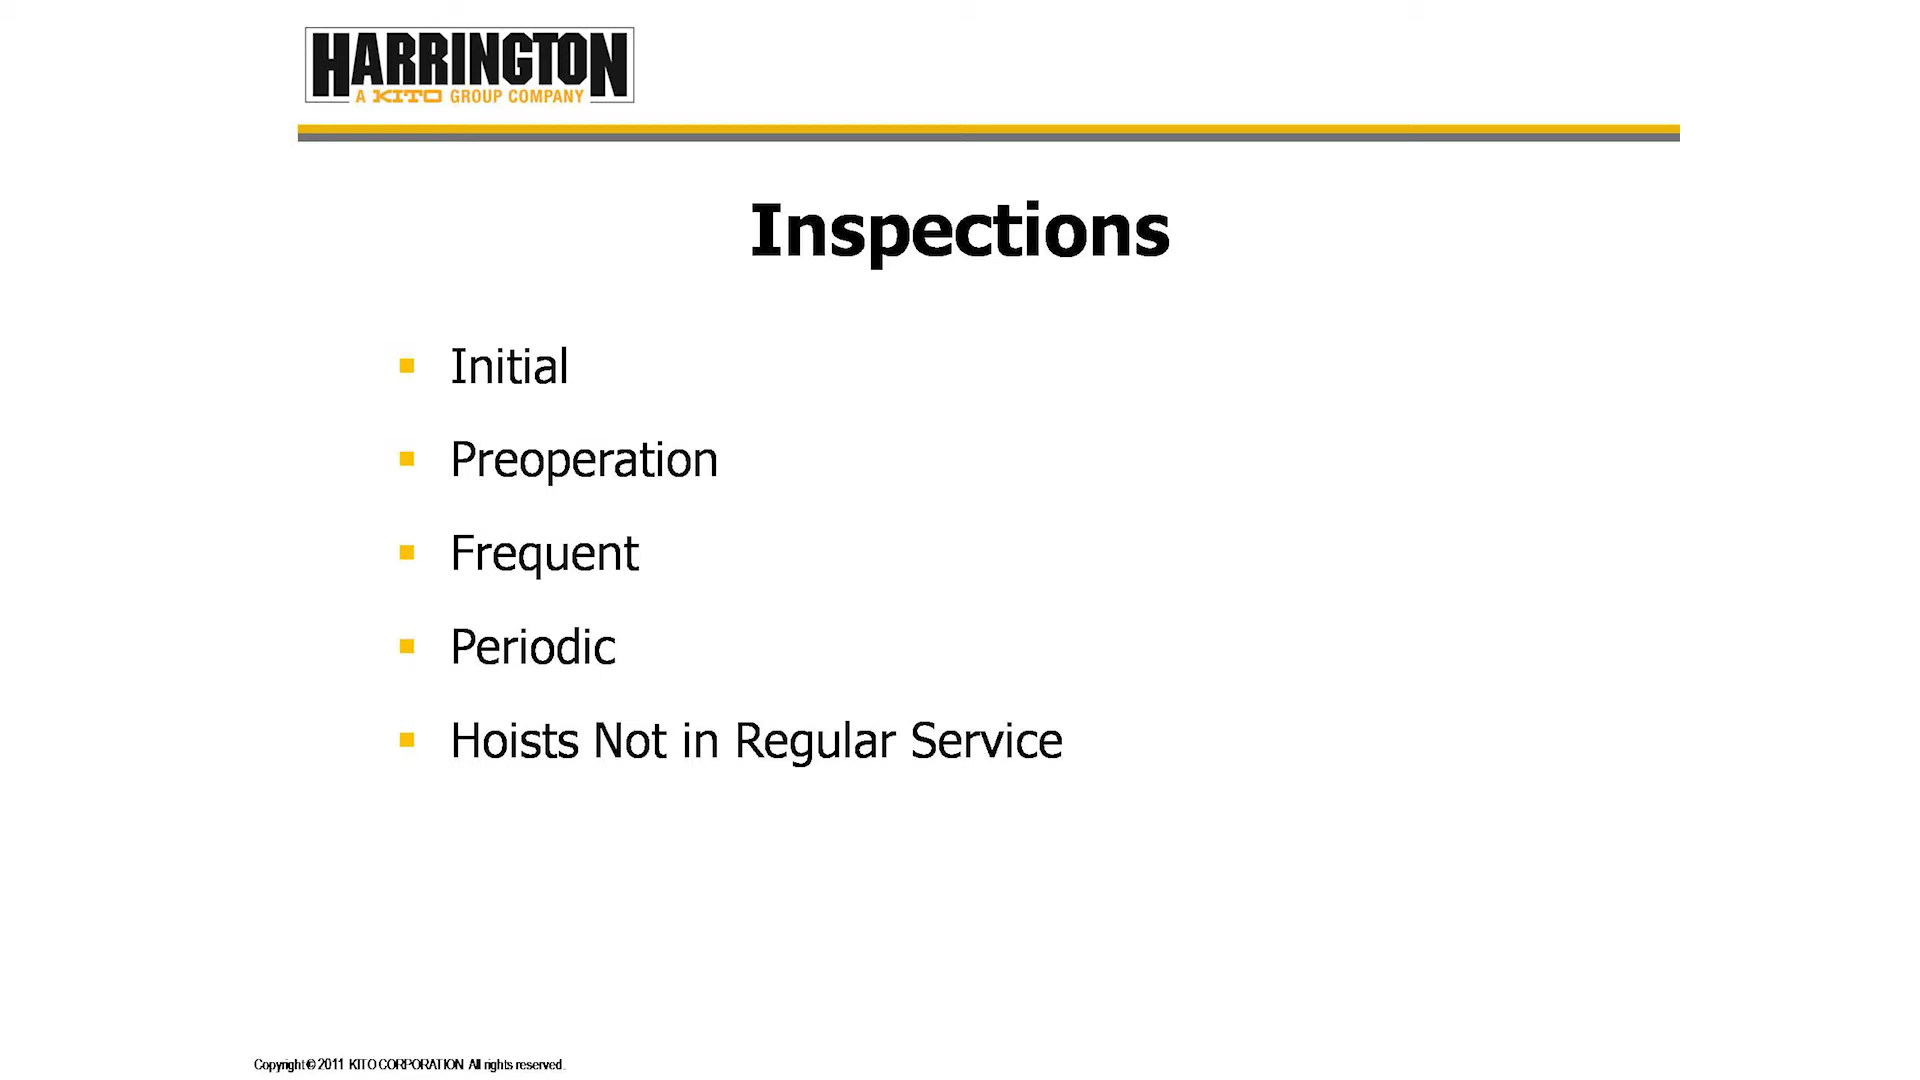 HARRINGTON
A KITO GROUP COMPANY
Inspections
Initial
Preoperation
Frequent
Periodic
Hoists Not in Regular Service
Copyright © 2011 KITO CORPORATION All rights reserved.